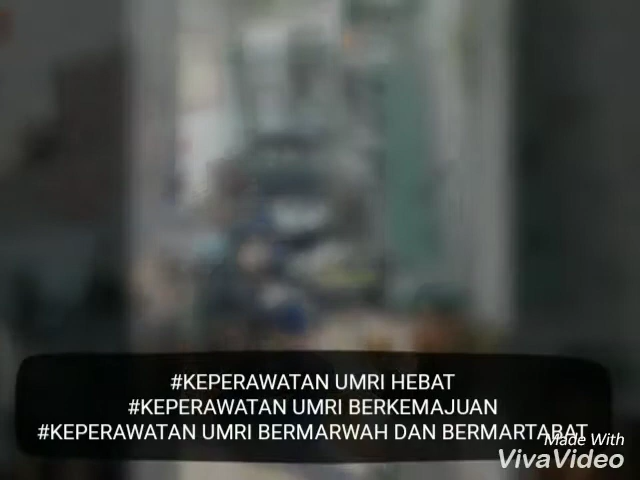 #KEPERAWATAN UMRI HEBAT
#KEPERAWATAN UMRI BERKEMAJUAN
#KEPERAWATAN UMRI BERMARWAH DAN BERMARTABAT
Made With
VivaVideo